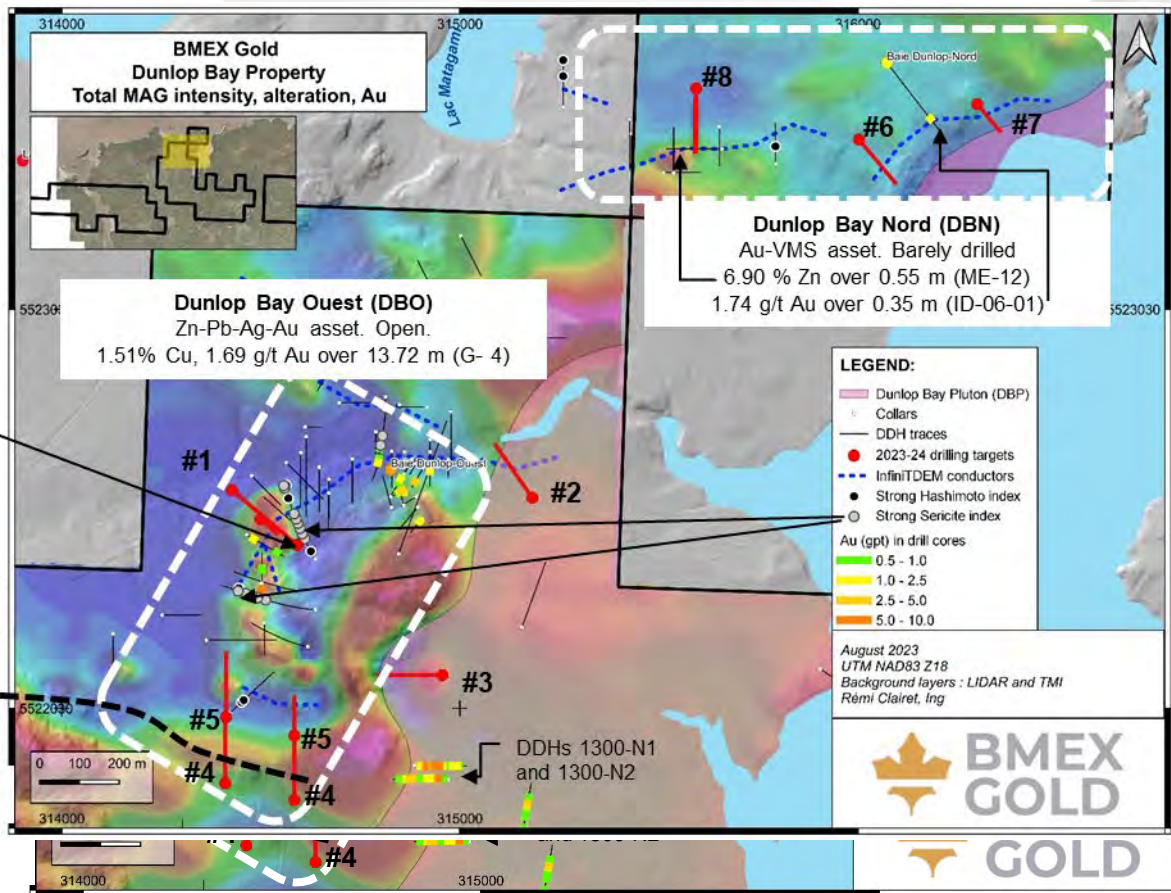 314000
315000
316000
BMEX Gold
Dunlop Bay Property
Total MAG intensity, alteration, Au
Lac Matagami
Baie Dunlop-Nord
#8
#6
#7
Dunlop Bay Nord (DBN)
Au-VMS asset. Barely drilled
6.90 % Zn over 0.55 m (ME-12)
1.74 g/t Au over 0.35 m (ID-06-01)
Dunlop Bay Ouest (DBO)
Zn-Pb-Ag-Au asset. Open.
1.51% Cu, 1.69 g/t Au over 13.72 m (G- 4)
5523030
LEGEND:
Dunlop Bay Pluton (DBP)
Collars
DDH traces
2023-24 drilling targets
InfiniTDEM conductors
Strong Hashimoto index
Strong Sericite index
Au (gpt) in drill cores
0.5 - 1.0
1.0 - 2.5
2.5 - 5.0
5.0 - 10.0
#1
Baie Dunlop-Ouest
#2
#3
5522030
#5
#5
#4
#4
DDHs 1300-N1
and 1300-N2
0 100 200 m
August 2023
UTM NAD83 Z18
Background layers : LIDAR and TMI
Rémi Clairet, Ing
BMEX
GOLD
314000
315000
#4
GOLD
314000
315000